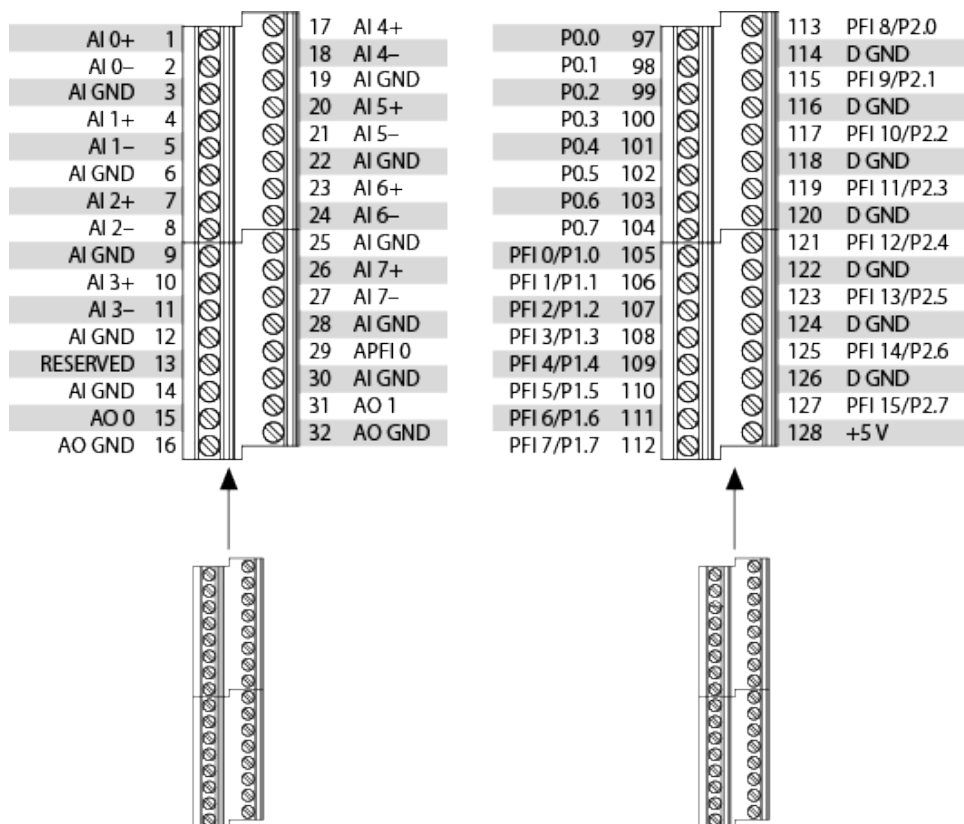 AI 0+ 1
AI 0– 2
AI GND 3
AI 1+ 4
AI 1– 5
AI GND 6
AI 2+ 7
AI 2– 8
AI GND 9
AI 3+ 10
AI 3– 11
AI GND 12
RESERVED 13
AI GND 14
AO 0 15
AO GND 16
17 AI 4+
18 AI 4–
19 AI GND
20 AI 5+
21 AI 5–
22 AI GND
23 AI 6+
24 AI 6–
25 AI GND
26 AI 7+
27 AI 7–
28 AI GND
29 APFI 0
30 AI GND
31 AO 1
32 AO GND
P0.0 97
P0.1 98
P0.2 99
P0.3 100
P0.4 101
P0.5 102
P0.6 103
P0.7 104
PFI 0/P1.0 105
PFI 1/P1.1 106
PFI 2/P1.2 107
PFI 3/P1.3 108
PFI 4/P1.4 109
PFI 5/P1.5 110
PFI 6/P1.6 111
PFI 7/P1.7 112
113 PFI 8/P2.0
114 D GND
115 PFI 9/P2.1
116 D GND
117 PFI 10/P2.2
118 D GND
119 PFI 11/P2.3
120 D GND
121 PFI 12/P2.4
122 D GND
123 PFI 13/P2.5
124 D GND
125 PFI 14/P2.6
126 D GND
127 PFI 15/P2.7
128 +5 V